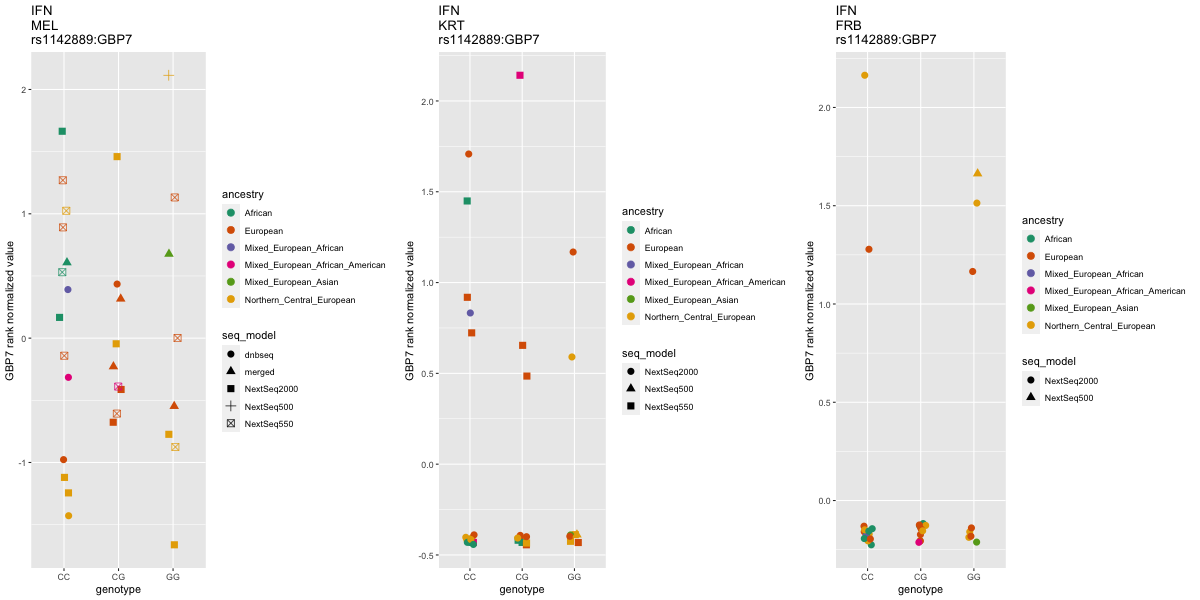 IFN
MEL
rs1142889:GBP7
GBP7 rank normalized value
2
1
0
-1
CC
CG
GG
genotype
ancestry
African
European
Mixed_European_African
Mixed_European_African_American
Mixed_European_Asian
Northern_Central_European
seq_model
dnbseq
merged
NextSeq2000
NextSeq500
NextSeq550
IFN
KRT
rs1142889:GBP7
GBP7 rank normalized value
2.0
1.5
1.0
0.5
0.0
-0.5
CC
CG
GG
genotype
ancestry
African
European
Mixed_European_African
Mixed_European_African_American
Mixed_European_Asian
Northern_Central_European
seq_model
NextSeq2000
NextSeq500
NextSeq550
IFN
FRB
rs1142889:GBP7
GBP7 rank normalized value
2.0
1.5
1.0
0.5
0.0
CC
CG
GG
genotype
ancestry
African
European
Mixed_European_African
Mixed_European_African_American
Mixed_European_Asian
Northern_Central_European
seq_model
NextSeq2000
NextSeq500